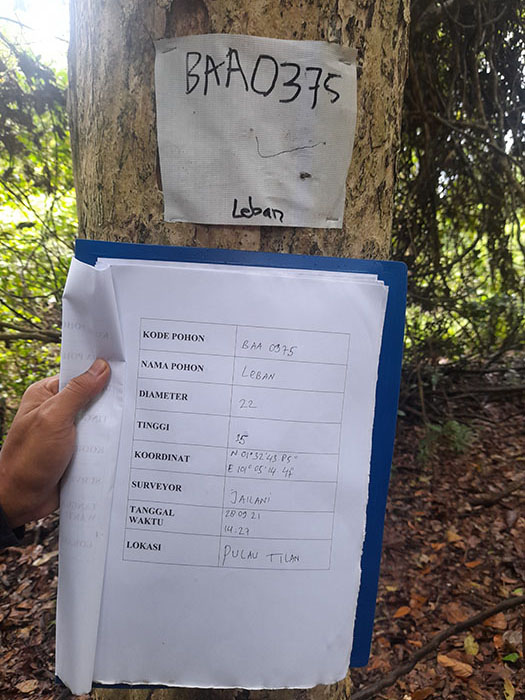 BAA0375
Leban
KODE POHON BAA 0375
NAMA POHON LEBAN
DIAMETER 22
TINGGI 15
KOORDINAT N 01°32'43 85"
E 101° 05' 14 4
SURVEYOR JAILANI
TANGGAL 28 09 21
WAKTU 14:27
LOKASI PULAU TILAN